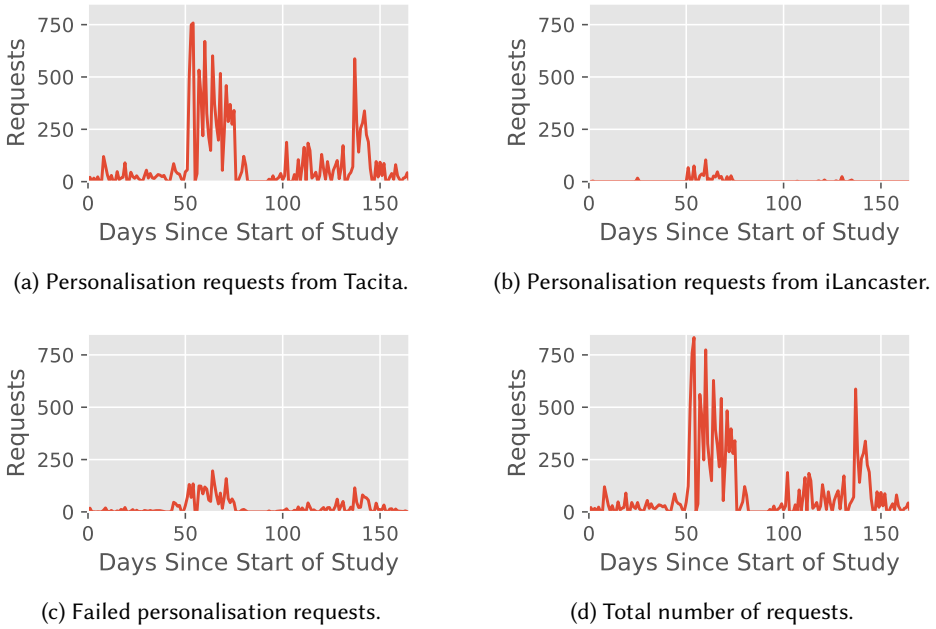 750
500
250
0
Requests
0 50 100 150
Days Since Start of Study
(a) Personalisation requests from Tacita.
750
500
250
0
Requests
0 50 100 150
Days Since Start of Study
(b) Personalisation requests from iLancaster.
750
500
250
0
Requests
0 50 100 150
Days Since Start of Study
(c) Failed personalisation requests.
750
500
250
0
Requests
0 50 100 150
Days Since Start of Study
(d) Total number of requests.